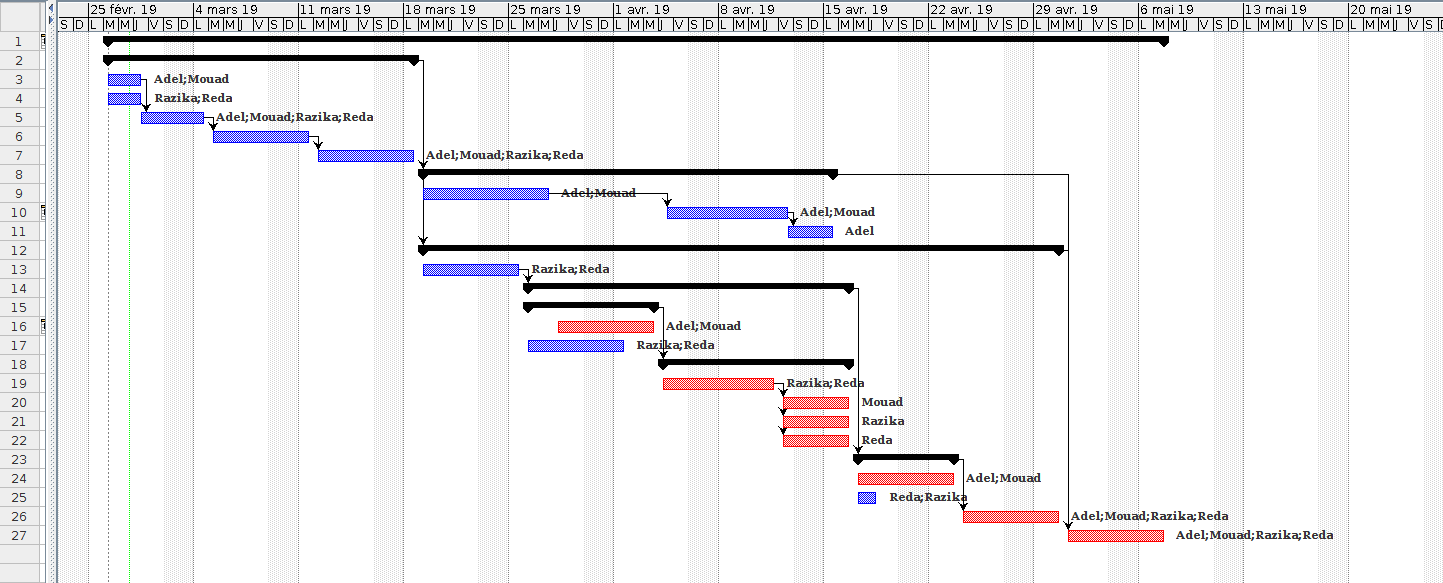 25 févr. 19 4 mars 19 11 mars 19 18 mars 19 25 mars 19 1 avr. 19 8 avr. 19 15 avr. 19 22 avr. 19 29 avr. 19 6 mai 19 13 mai 19 20 mai 19
S D L M M J V S D L M M J V S D L M M J V S D L M M J V S D L M M J V S D L M M J V S D L M M J V S D L M M J V S D L M M J V S D L M M J V S D L M M J V S D L M M J V S D L M M J V S D
1
2
3 Adel;Mouad
4 Razika;Reda
5 Adel;Mouad;Razika;Reda
6
7 Adel;Mouad;Razika;Reda
8
9 Adel;Mouad
10 Adel;Mouad
11 Adel
12
13 Razika;Reda
14
15
16 Adel;Mouad
17 Razika;Reda
18
19 Razika;Reda
20 Mouad
21 Razika
22 Reda
23
24 Adel;Mouad
25 Reda;Razika
26 Adel;Mouad;Razika;Reda
27 Adel;Mouad;Razika;Reda